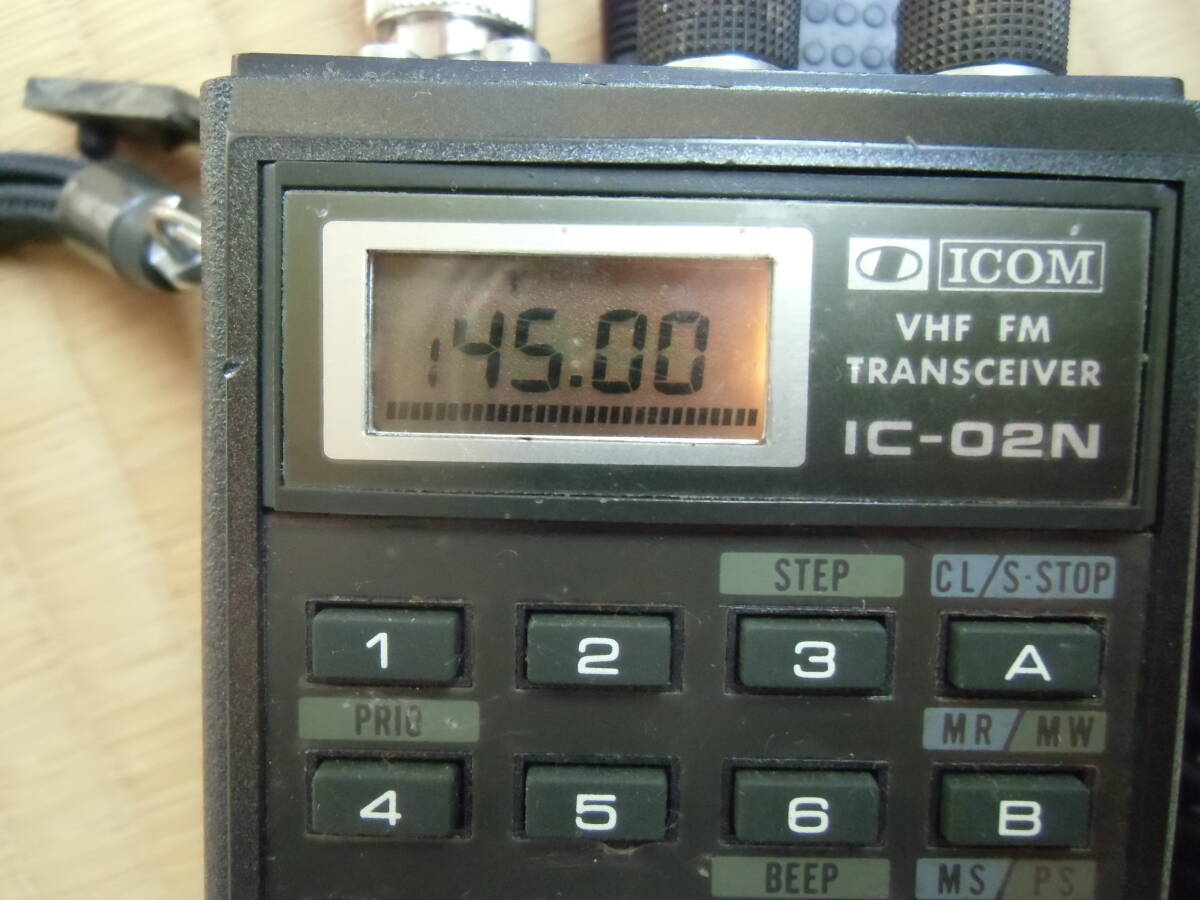 145.00
ICOM
VHF FM
TRANSCEIVER
IC-02N
STEP
CL/S·STOP
1
2
3
A
PRIO
MR/MW
4
5
6
B
BEEP
MS/PS